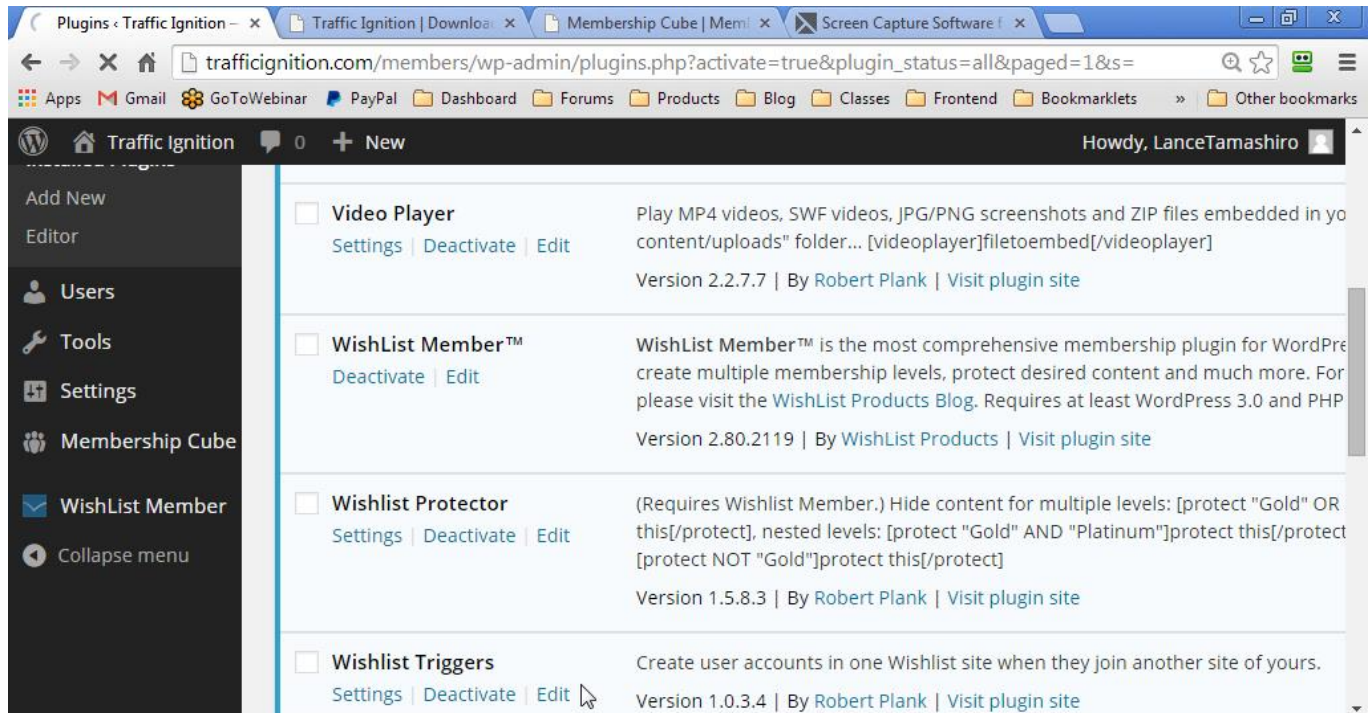 Plugins ‹ Traffic Ignition –
Traffic Ignition | Downloa
Membership Cube | Mem
Screen Capture Software f
trafficignition.com/members/wp-admin/plugins.php?activate=true&plugin_status=all&paged=1&s=
Apps Gmail GoToWebinar PayPal Dashboard Forums Products Blog Classes Frontend Bookmarklets » Other bookmarks
Traffic Ignition 0 + New Howdy, LanceTamashiro
Add New
Editor
Users
Tools
Settings
Membership Cube
WishList Member
Collapse menu
Video Player
Settings | Deactivate | Edit
Play MP4 videos, SWF videos, JPG/PNG screenshots and ZIP files embedded in yo
content/uploads" folder... [videoplayer]filetoembed[/videoplayer]
Version 2.2.7.7 | By Robert Plank | Visit plugin site
WishList Member™
Deactivate | Edit
WishList Member™ is the most comprehensive membership plugin for WordPre
create multiple membership levels, protect desired content and much more. For
please visit the WishList Products Blog. Requires at least WordPress 3.0 and PHP
Version 2.80.2119 | By WishList Products | Visit plugin site
Wishlist Protector
Settings | Deactivate | Edit
(Requires Wishlist Member.) Hide content for multiple levels: [protect "Gold" OR
this[/protect], nested levels: [protect "Gold" AND "Platinum"]protect this[/protect
[protect NOT "Gold"]protect this[/protect]
Version 1.5.8.3 | By Robert Plank | Visit plugin site
Wishlist Triggers
Settings | Deactivate | Edit
Create user accounts in one Wishlist site when they join another site of yours.
Version 1.0.3.4 | By Robert Plank | Visit plugin site